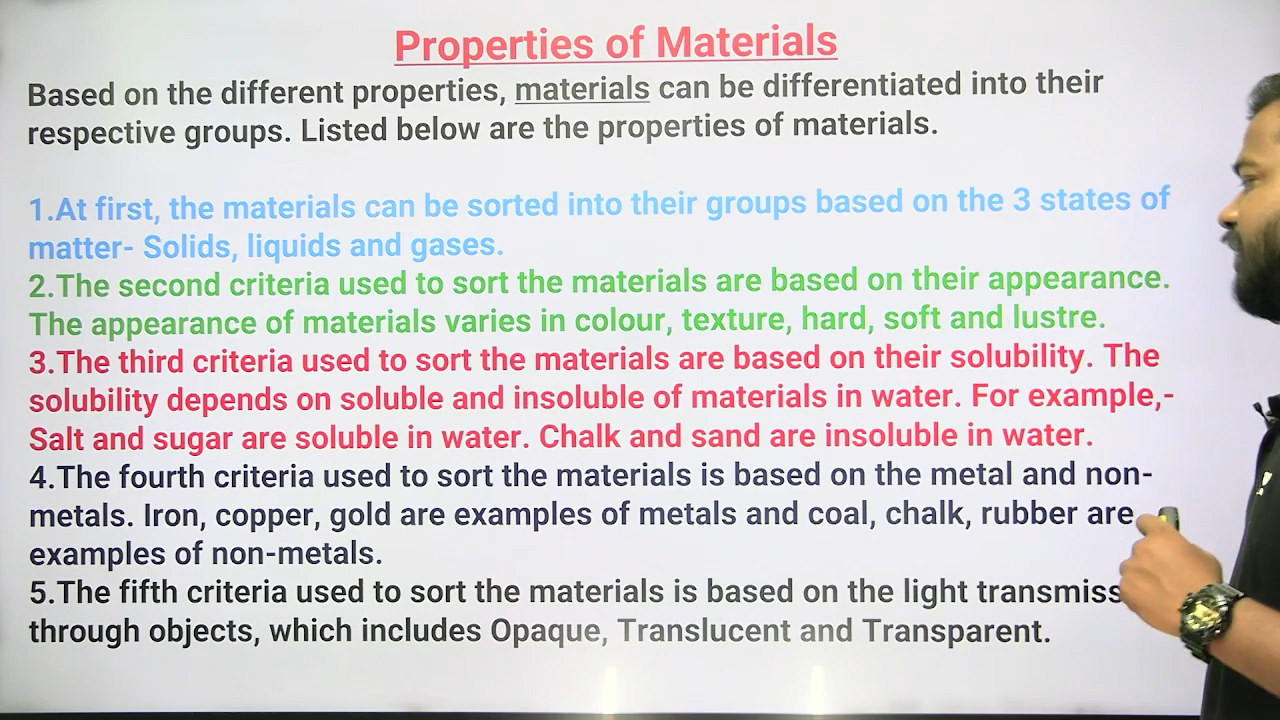 Properties of Materials
Based on the different properties, materials can be differentiated into their
respective groups. Listed below are the properties of materials.
1.At first, the materials can be sorted into their groups based on the 3 states of
matter- Solids, liquids and gases.
2.The second criteria used to sort the materials are based on their appearance.
The appearance of materials varies in colour, texture, hard, soft and lustre.
3.The third criteria used to sort the materials are based on their solubility. The
solubility depends on soluble and insoluble of materials in water. For example,-
Salt and sugar are soluble in water. Chalk and sand are insoluble in water.
4.The fourth criteria used to sort the materials is based on the metal and non-
metals. Iron, copper, gold are examples of metals and coal, chalk, rubber are
examples of non-metals.
5.The fifth criteria used to sort the materials is based on the light
through objects, which includes Opaque, Translucent and Transparent.